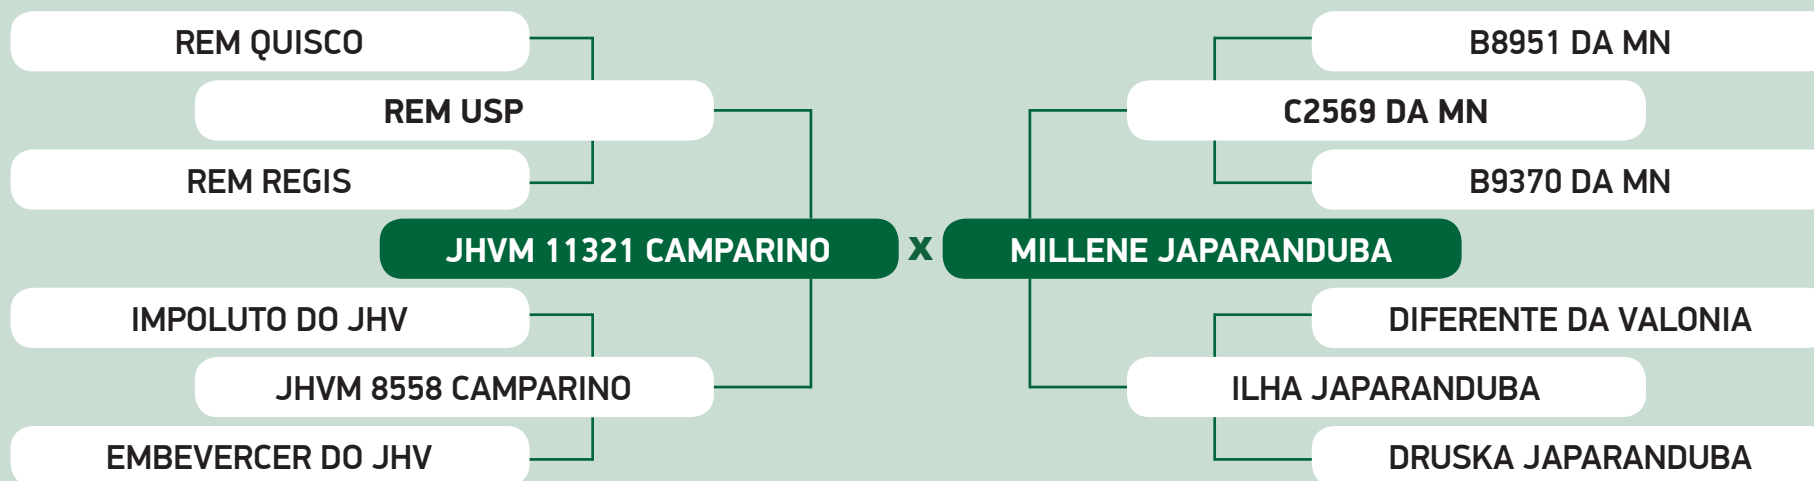 REM QUISCO
B8951 DA MN
REM USP
C2569 DA MN
REM REGIS
B9370 DA MN
JHVM 11321 CAMPARINO X MILLENE JAPARANDUBA
IMPOLUTO DO JHV
DIFERENTE DA VALONIA
JHVM 8558 CAMPARINO
ILHA JAPARANDUBA
EMBEVERCER DO JHV
DRUSKA JAPARANDUBA